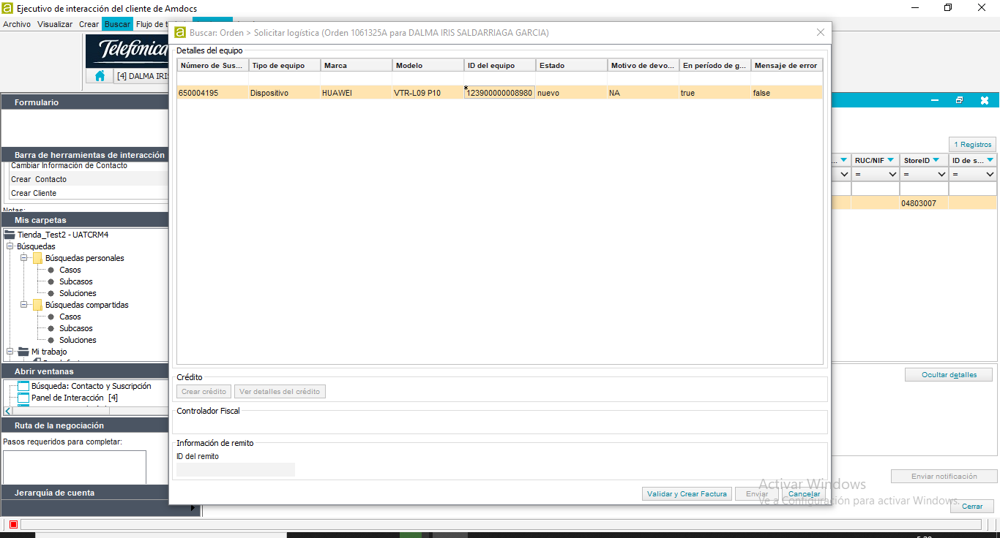 Ejecutivo de interacción del cliente de Amdocs
Archivo Visualizar Crear Buscar Flujo de
Buscar: Orden > Solicitar logística (Orden 1061325A para DALMA IRIS SALDARRIAGA GARCIA)
Telefónica
[4] DALMA IRIS
Detalles del equipo
Número de Sus... Tipo de equipo Marca Modelo ID del equipo Estado Motivo de devo... En período de g... Mensaje de error
650004195 Dispositivo HUAWEI VTR-L09 P10 *123900000008980 nuevo NA true false
Formulario
Barra de herramientas de interacción
Cambiar Información de Contacto
Crear Contacto
Crear Cliente
Notas:
Mis carpetas
Tienda_Test2 - UATCRM4
Búsquedas
Búsquedas personales
Casos
Subcasos
Soluciones
Búsquedas compartidas
Casos
Subcasos
Soluciones
Mi trabajo
Abrir ventanas
Búsqueda: Contacto y Suscripción
Panel de Interacción [4]
Ruta de la negociación
Pasos requeridos para completar:
Jerarquía de cuenta
1 Registros
... RUC/NIF StoreID ID de s...
= = =
04803007
Ocultar detalles
Crédito
Crear crédito Ver detalles del crédito
Controlador Fiscal
Información de remito
ID del remito
Validar y Crear Factura Enviar Cancelar
Enviar notificación
Activar Windows
Ve a Configuración para activar Windows.
Cerrar